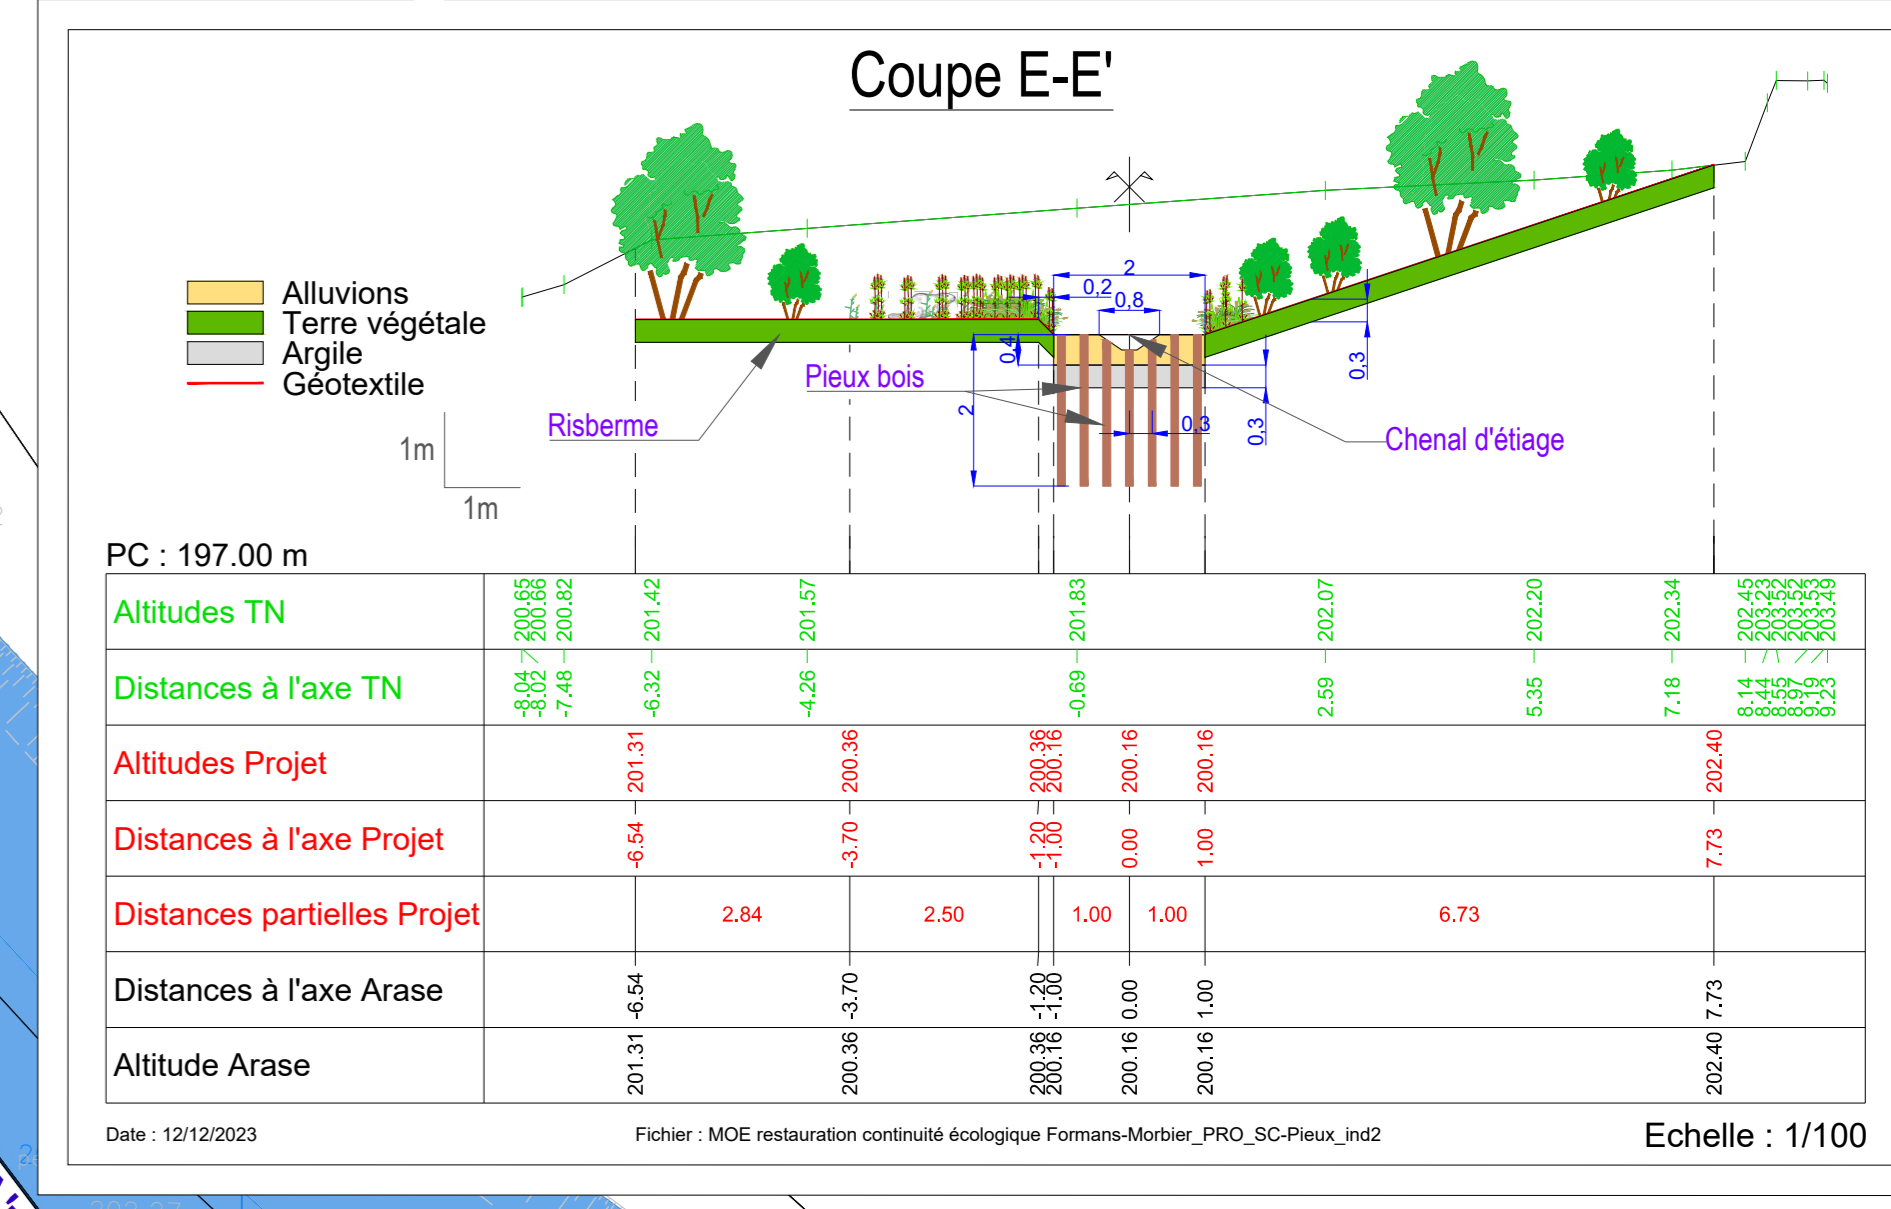 Coupe E-E'
Alluvions
Terre végétale
Argile
Géotextile
2
0,2
0,8
0,4
0,3
Pieux bois
2
0,3
0,3
Risberme
Chenal d'étiage
1m
1m
PC : 197.00 m
Altitudes TN
200.65 200.66 200.82 201.42 201.57 201.83 202.07 202.20 202.34 202.45 203.23 203.52 203.52 203.53 203.49
Distances à l'axe TN
-8.04 -8.02 -7.48 -6.32 -4.26 -0.69 2.59 5.35 7.18 8.14 8.44 8.55 8.97 9.19 9.23
Altitudes Projet
201.31 200.36 200.36 200.16 200.16 200.16 202.40
Distances à l'axe Projet
-6.54 -3.70 -1.20 -1.00 0.00 1.00 7.73
Distances partielles Projet
2.84 2.50 1.00 1.00 6.73
Distances à l'axe Arase
-6.54 -3.70 -1.20 -1.00 0.00 1.00 7.73
Altitude Arase
201.31 200.36 200.36 200.16 200.16 200.16 202.40
Date : 12/12/2023
Fichier : MOE restauration continuité écologique Formans-Morbier_PRO_SC-Pieux_ind2
Echelle : 1/100